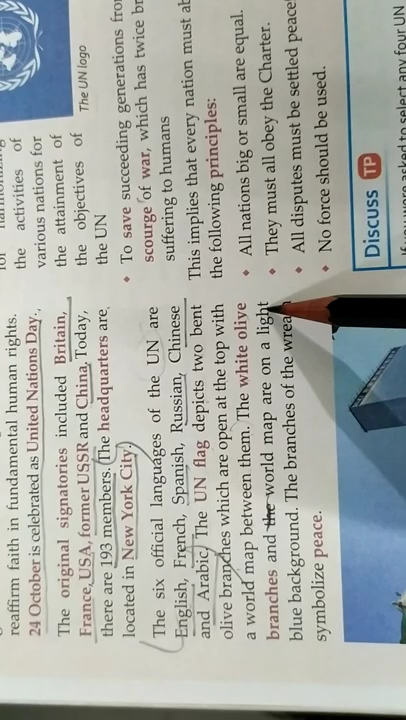 reaffirm faith in fundamental human rights.
24 October is celebrated as United Nations Day.
The original signatories included Britain,
France, USA, former USSR and China. Today,
there are 193 members. The headquarters are
located in New York City.
The six official languages of the UN are
English, French, Spanish, Russian, Chinese
and Arabic. The UN flag depicts two bent
olive branches which are open at the top with
a world map between them. The white olive
branches and the world map are on a light
blue background. The branches of the
symbolize peace.
the activities of
various nations for
the attainment of
the objectives of
the UN
The UN logo
• To save succeeding generations from
scourge of war, which has twice
suffering to humans
This implies that every nation must
the following principles:
• All nations big or small are equal.
• They must all obey the Charter.
• All disputes must be settled
• No force should be used.
Discuss TP
asked to select any four UN